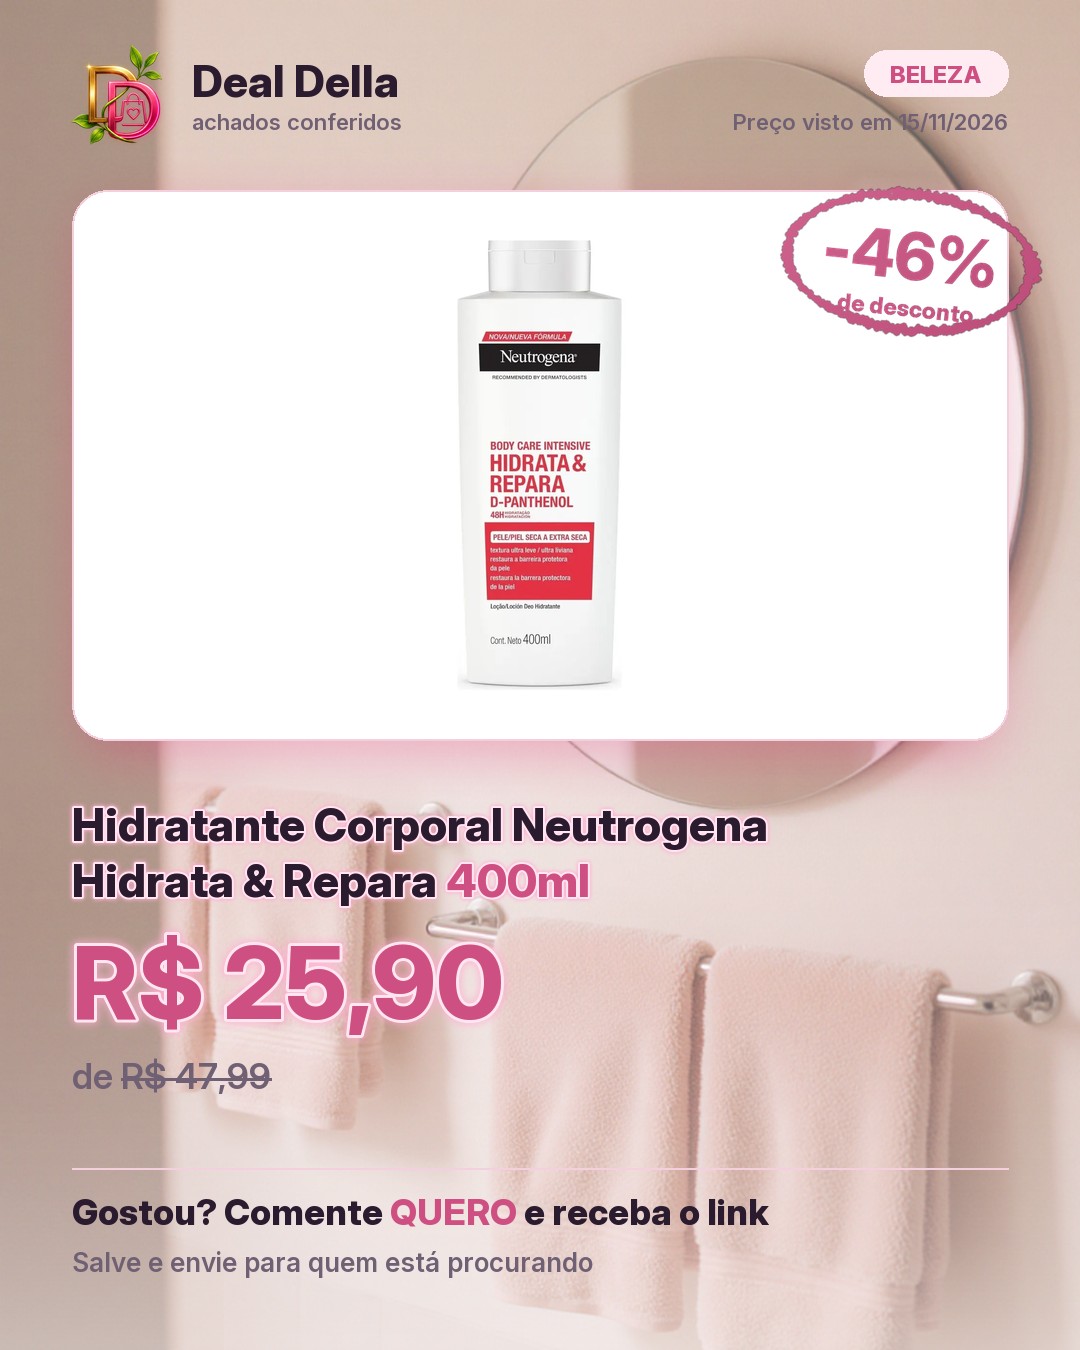 Deal Della
achados conferidos
BELEZA
Preço visto em 15/11/2026
-46%
de desconto
NOVA/NUEVA FÓRMULA
Neutrogena®
RECOMMENDED BY DERMATOLOGISTS
BODY CARE INTENSIVE
HIDRATA &
REPARA
D-PANTHENOL
48H HIDRATAÇÃO
HIDRATACIÓN
PELE/PIEL SECA A EXTRA SECA
textura ultra leve / ultra liviana
restaura a barreira protetora
da pele
restaura la barrera protectora
de la piel
Loção/Loción Deo Hidratante
Cont. Neto 400ml
Hidratante Corporal Neutrogena
Hidrata & Repara 400ml
R$ 25,90
de R$ 47,99
Gostou? Comente QUERO e receba o link
Salve e envie para quem está procurando